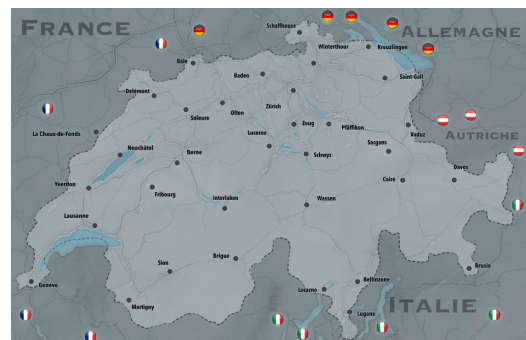 FRANCE
Schaffhouse
ALLEMAGNE
Winterthour
Kreuzlingen
Bâle
Baden
Saint-Gall
Delémont
Zürich
Soleure
Olten
Zoug
Pfäffikon
Vaduz
La Chaux-de-fonds
Lucerne
AUTRICHE
Neuchâtel
Berne
Schwyz
Sargans
Davos
Coire
Yverdon
Fribourg
Interlaken
Wassen
Lausanne
Sion
Brigue
Brusio
Genève
Locarno
Bellinzone
Martigny
Lugano
ITALIE